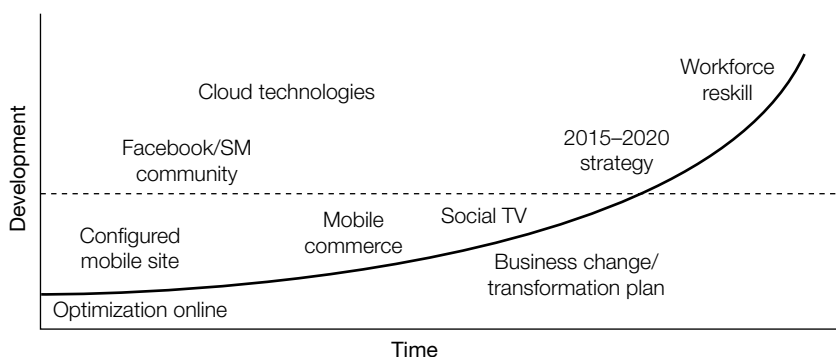 Workforce
reskill
Cloud technologies
2015–2020
strategy
Facebook/SM
community
Development
Social TV
Mobile
commerce
Configured
mobile site
Business change/
transformation plan
Optimization online
Time